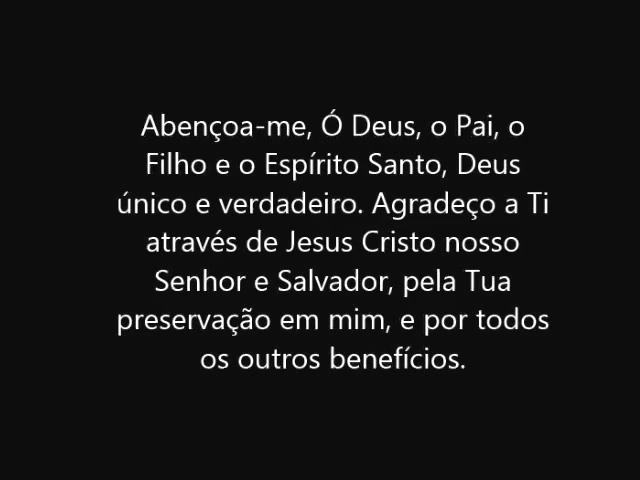 Abençoa-me, Ó Deus, o Pai, o
Filho e o Espírito Santo, Deus
único e verdadeiro. Agradeço a Ti
através de Jesus Cristo nosso
Senhor e Salvador, pela Tua
preservação em mim, e por todos
os outros benefícios.